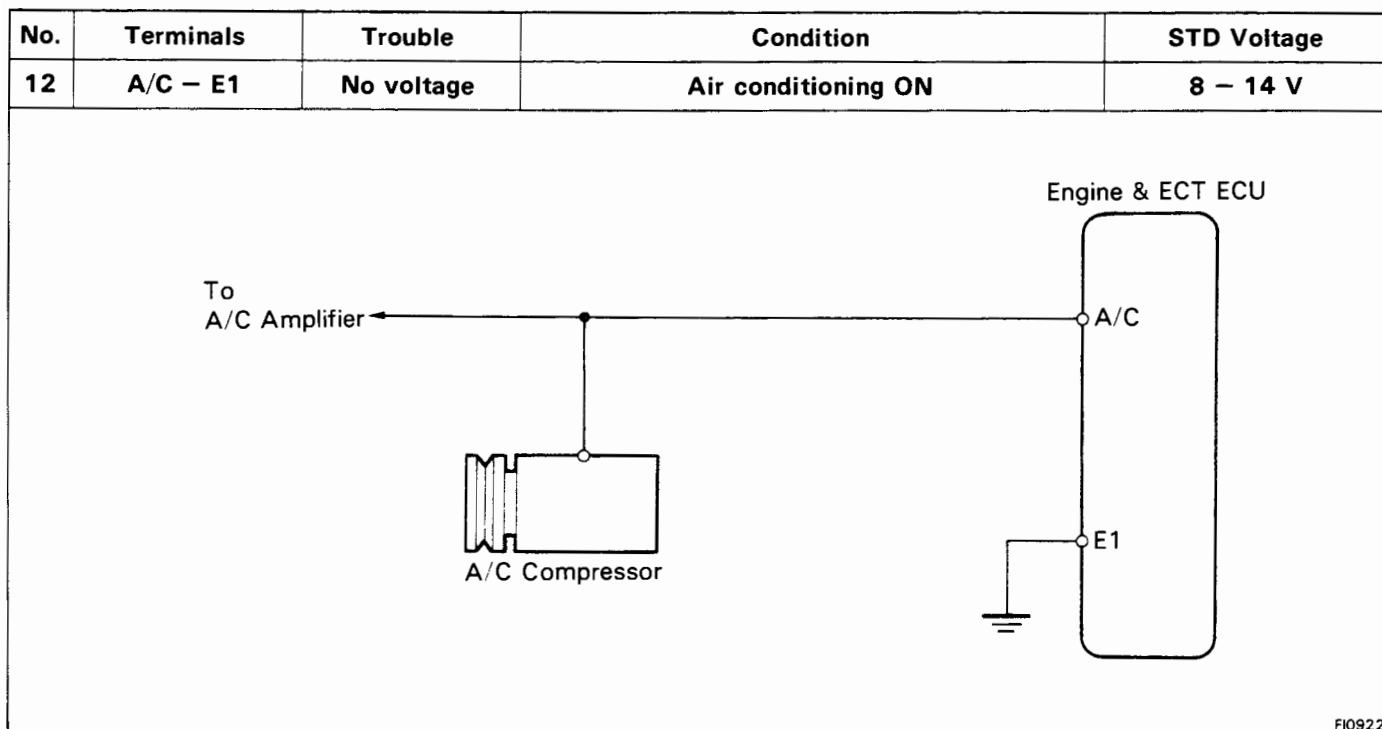 No. Terminals Trouble Condition STD Voltage
12 A/C – E1 No voltage Air conditioning ON 8 – 14 V
Engine & ECT ECU
To
A/C Amplifier
A/C
A/C Compressor
E1
FI0922